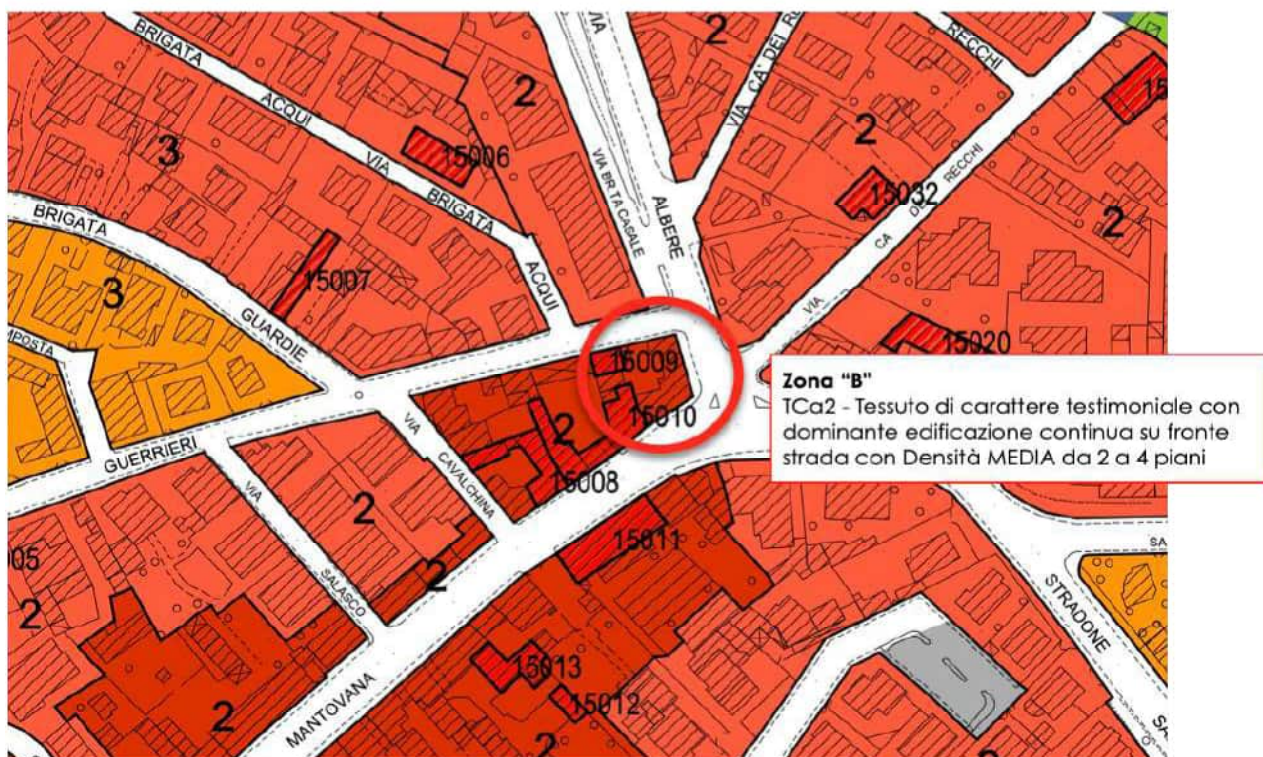 BRIGATA
ACQUI
VIA
BRIGATA
ACQUI
3
15006
2
VIA
ALBERE
VIA BR.TA CASALE
2
VIA CA' DEI
RECCHI
2
15032
VIA
CA'
RECCHI
2
BRIGATA
GUARDIE
15007
3
GUERRIERI
15009
15010
2
15008
15020
Zona "B"
TCa2 - Tessuto di carattere testimoniale con
dominante edificazione continua su fronte
strada con Densità MEDIA da 2 a 4 piani
VIA
CAVALCHINA
VIA
SALASCO
2
2
15011
2
2
MANTOVANA
15013
15012
2
STRADONE